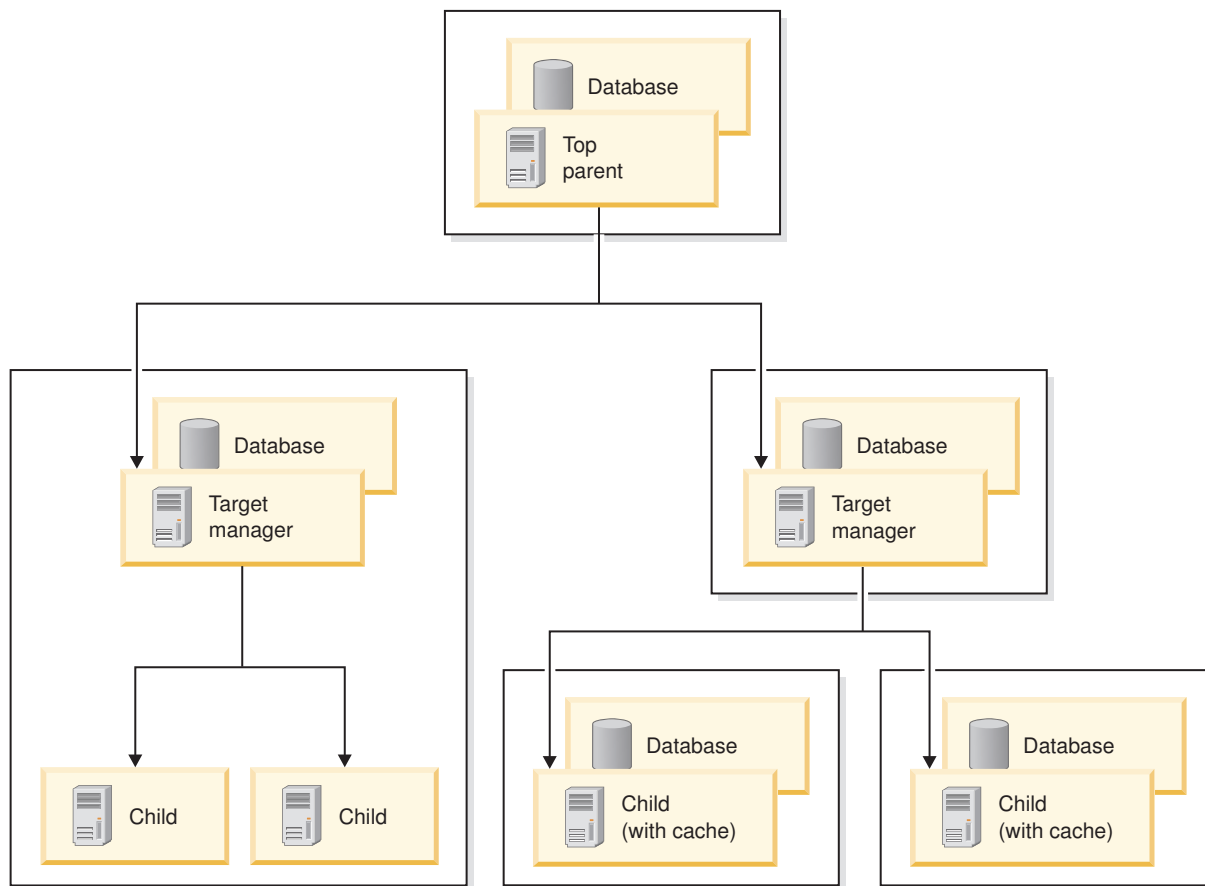 Database
Top
parent
Database
Target
manager
Database
Target
manager
Child
Child
Database
Child
(with cache)
Database
Child
(with cache)